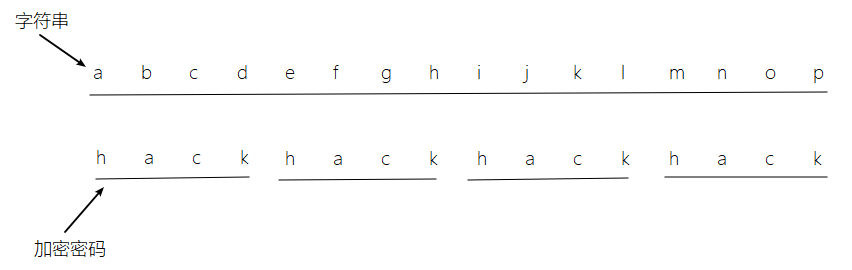 字符串
a b c d e f g h i j k l m n o p
h a c k h a c k h a c k h a c k
加密密码